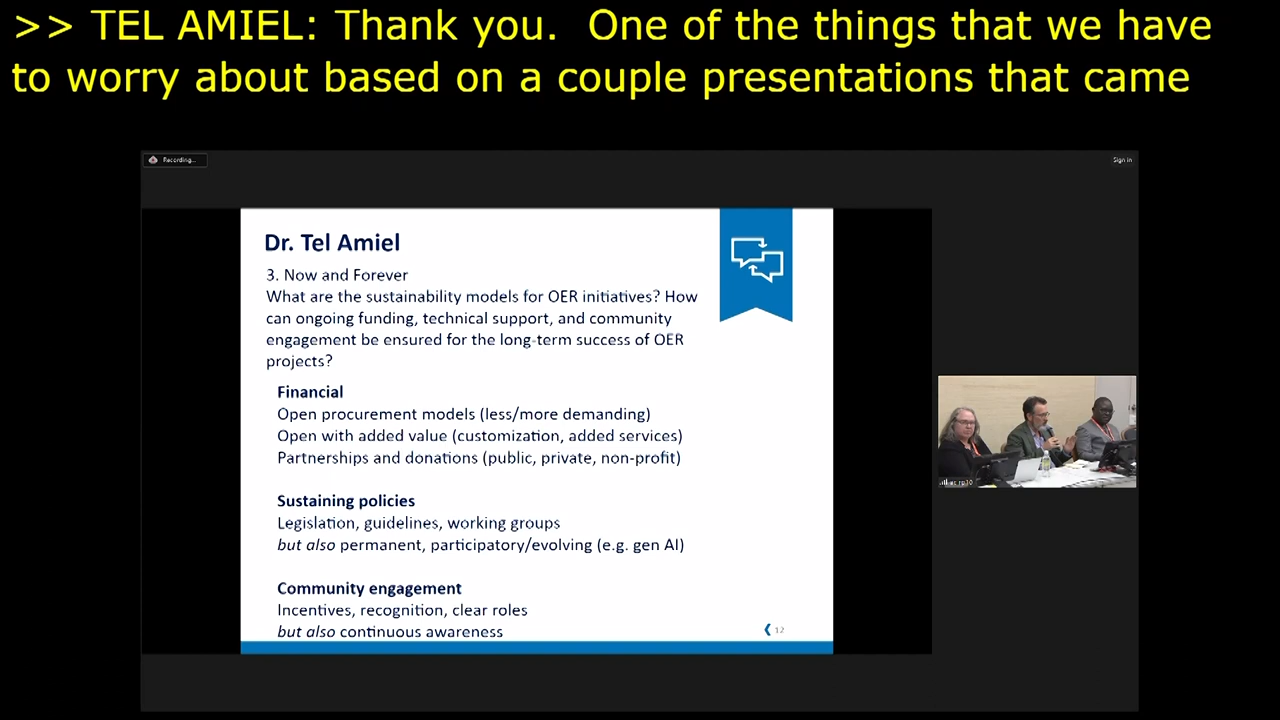 >> TEL AMIEL: Thank you.  One of the things that we have
to worry about based on a couple presentations that came
Recording...
Sign in
Dr. Tel Amiel
3. Now and Forever
What are the sustainability models for OER initiatives? How
can ongoing funding, technical support, and community
engagement be ensured for the long-term success of OER
projects?
Financial
Open procurement models (less/more demanding)
Open with added value (customization, added services)
Partnerships and donations (public, private, non-profit)
Sustaining policies
Legislation, guidelines, working groups
but also permanent, participatory/evolving (e.g. gen AI)
Community engagement
Incentives, recognition, clear roles
but also continuous awareness
12